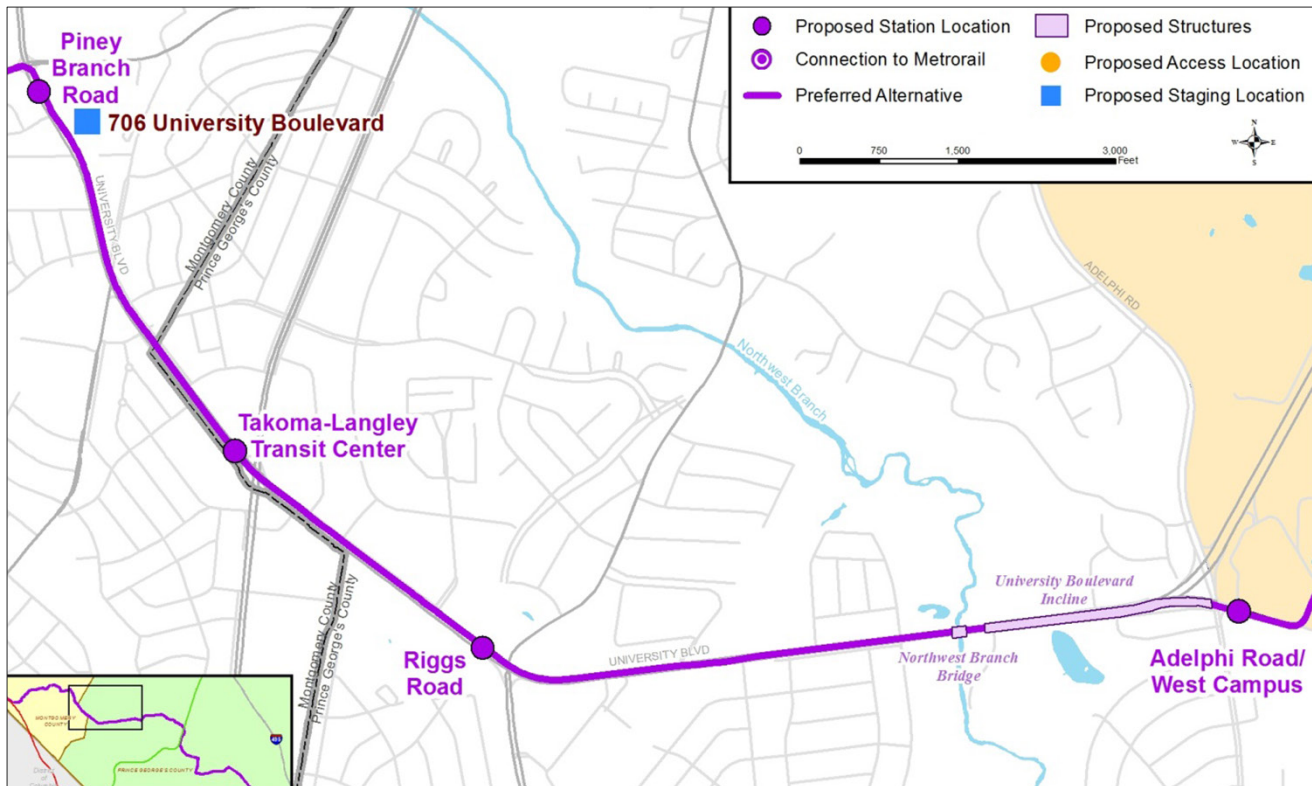 Piney
Branch
Road
706 University Boulevard
Proposed Station Location
Connection to Metrorail
Preferred Alternative
Proposed Structures
Proposed Access Location
Proposed Staging Location
N
W
E
S
0
750
1,500
3,000
Feet
UNIVERSITY BLVD
Montgomery County
Prince George's County
ADELPHI RD
Northwest Branch
Takoma-Langley
Transit Center
University Boulevard
Incline
Montgomery County
Prince George's County
Riggs
Road
UNIVERSITY BLVD
Northwest Branch
Bridge
Adelphi Road/
West Campus
MONTGOMERY
COUNTY
PRINCE GEORGE'S COUNTY
District
of